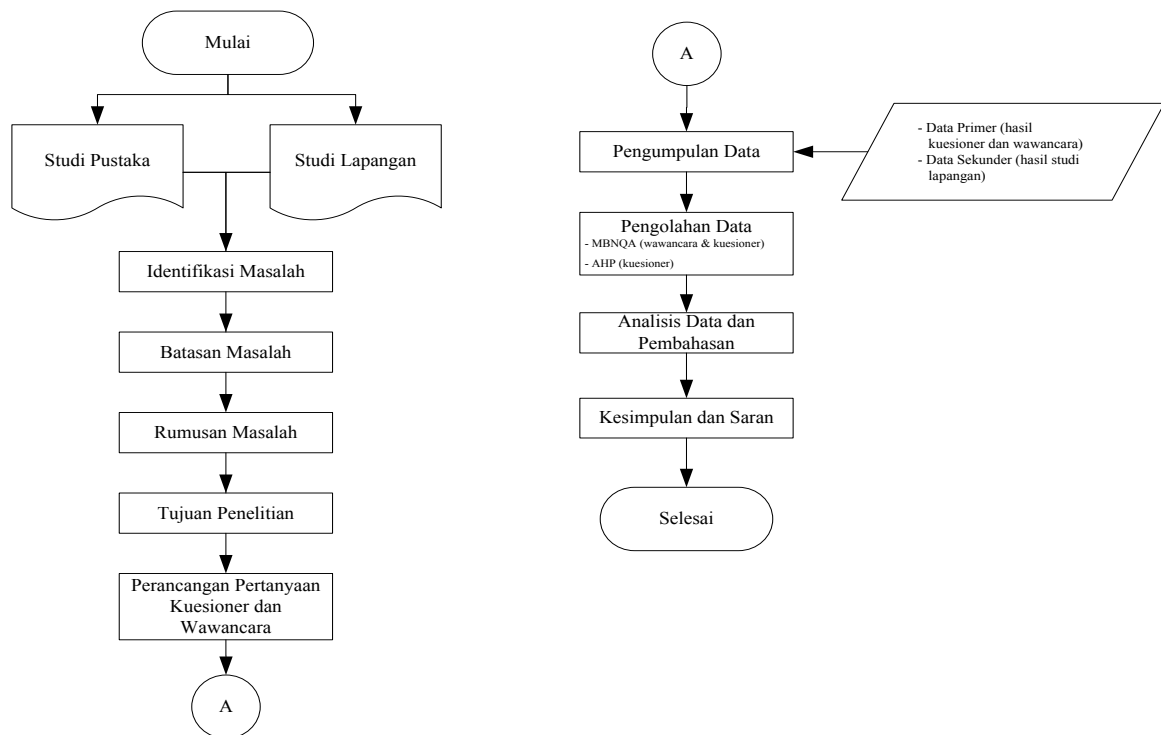 Mulai
Studi Pustaka
Studi Lapangan
Identifikasi Masalah
Batasan Masalah
Rumusan Masalah
Tujuan Penelitian
Perancangan Pertanyaan
Kuesioner dan
Wawancara
A
A
Pengumpulan Data
- Data Primer (hasil
kuesioner dan wawancara)
- Data Sekunder (hasil studi
lapangan)
Pengolahan Data
- MBNQA (wawancara & kuesioner)
- AHP (kuesioner)
Analisis Data dan
Pembahasan
Kesimpulan dan Saran
Selesai